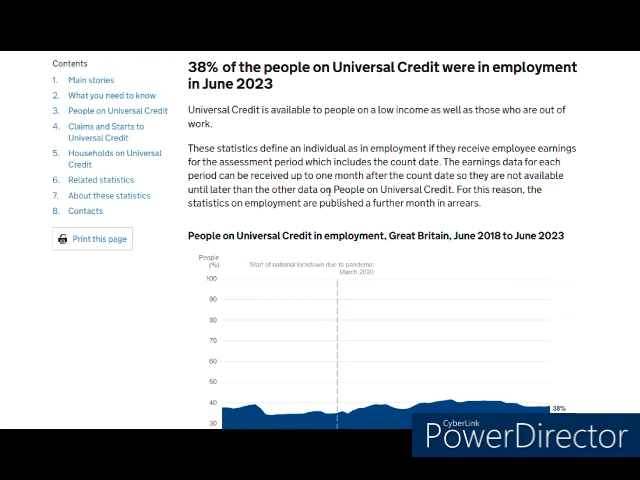 Contents
1. Main stories
2. What you need to know
3. People on Universal Credit
4. Claims and Starts to
Universal Credit
5. Households on Universal
Credit
6. Related statistics
7. About these statistics
8. Contacts
Print this page
38% of the people on Universal Credit were in employment
in June 2023
Universal Credit is available to people on a low income as well as those who are out of
work.
These statistics define an individual as in employment if they receive employee earnings
for the assessment period which includes the count date. The earnings data for each
period can be received up to one month after the count date so they are not available
until later than the other data on People on Universal Credit. For this reason, the
statistics on employment are published a further month in arrears.
People on Universal Credit in employment, Great Britain, June 2018 to June 2023
People
(%)
Start of national lockdown due to pandemic
March 2020
100
90
80
70
60
50
40
30
38%
CyberLink
PowerDirector